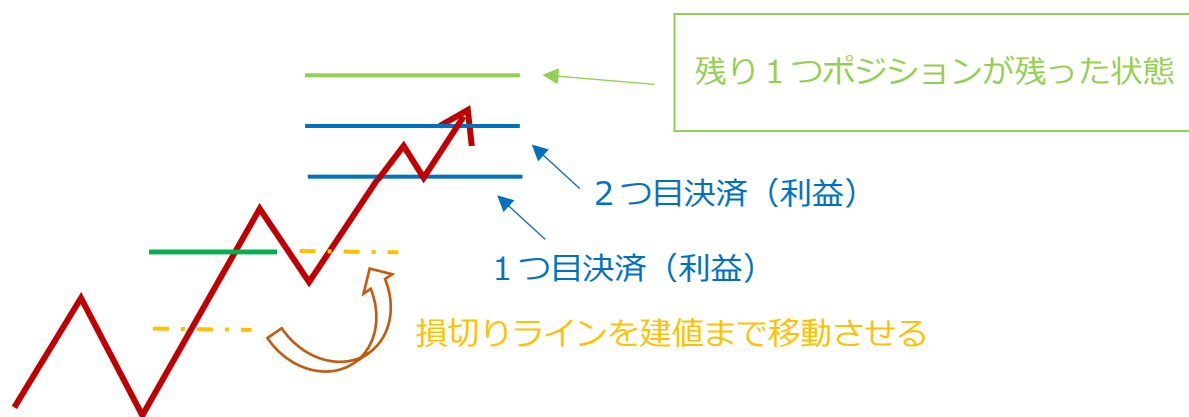 残り１つポジションが残った状態
２つ目決済（利益）
１つ目決済（利益）
損切りラインを建値まで移動させる